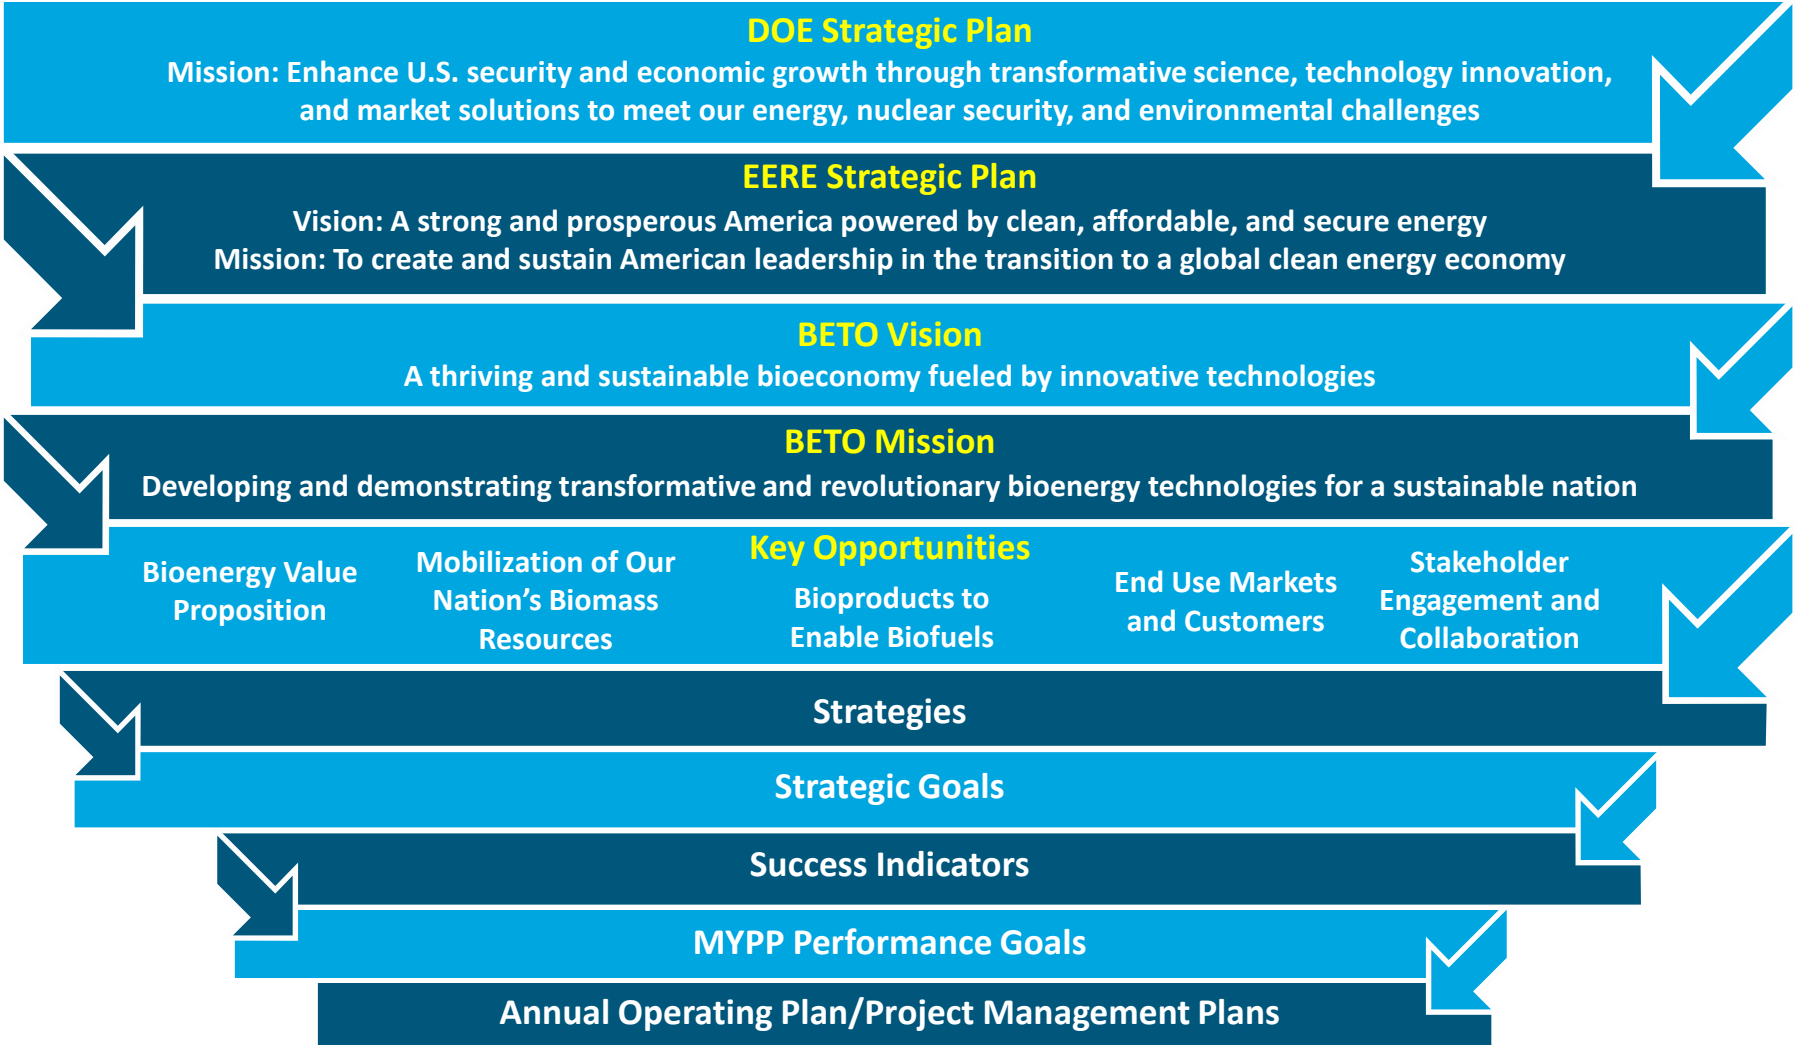 DOE Strategic Plan
Mission: Enhance U.S. security and economic growth through transformative science, technology innovation,
and market solutions to meet our energy, nuclear security, and environmental challenges
EERE Strategic Plan
Vision: A strong and prosperous America powered by clean, affordable, and secure energy
Mission: To create and sustain American leadership in the transition to a global clean energy economy
BETO Vision
A thriving and sustainable bioeconomy fueled by innovative technologies
BETO Mission
Developing and demonstrating transformative and revolutionary bioenergy technologies for a sustainable nation
Key Opportunities
Bioenergy Value
Proposition
Mobilization of Our
Nation’s Biomass
Resources
Bioproducts to
Enable Biofuels
End Use Markets
and Customers
Stakeholder
Engagement and
Collaboration
Strategies
Strategic Goals
Success Indicators
MYPP Performance Goals
Annual Operating Plan/Project Management Plans